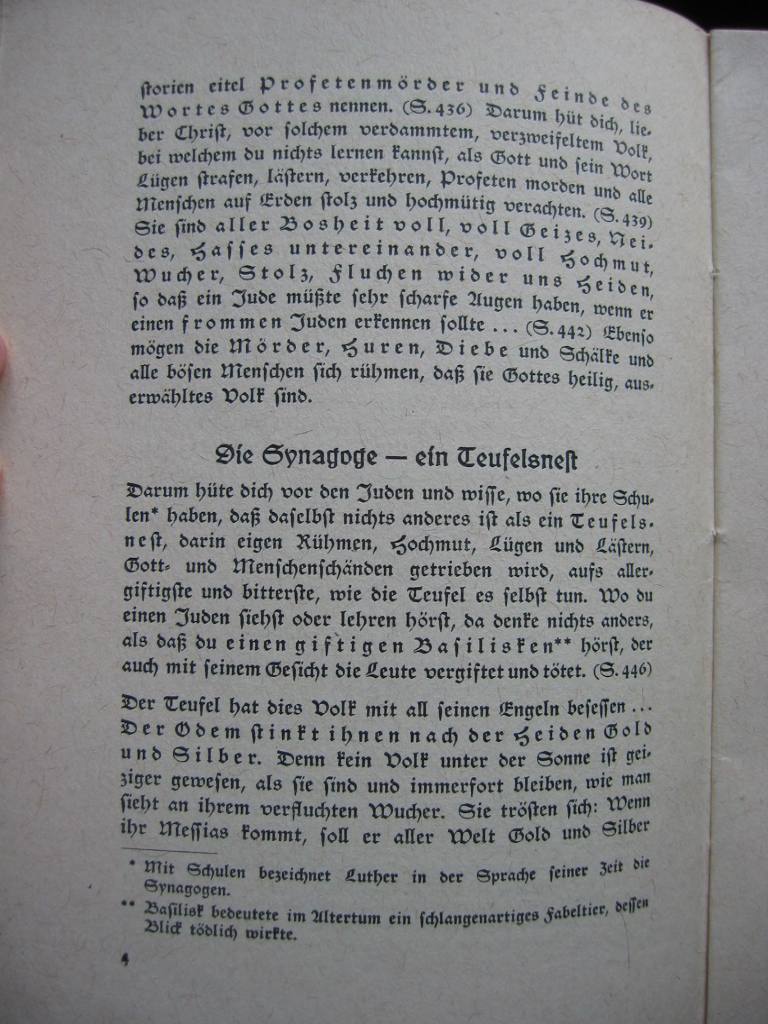 storien eitel Profetenmörder und Feinde des
Wortes Gottes nennen. (S. 436) Darum hüt dich, lie-
ber Christ, vor solchem verdammtem, verzweifeltem Volk,
bei welchem du nichts lernen kannst, als Gott und sein Wort
Lügen strafen, lästern, verkehren, Profeten morden und alle
Menschen auf Erden stolz und hochmütig verachten. (S. 439)
Sie sind aller Bosheit voll, voll Geizes, Nei-
des, Hasses untereinander, voll Hochmut,
Wucher, Stolz, Fluchen wider uns Heiden,
so daß ein Jude müßte sehr scharfe Augen haben, wenn er
einen frommen Juden erkennen sollte ... (S. 442) Ebenso
mögen die Mörder, Huren, Diebe und Schälke und
alle bösen Menschen sich rühmen, daß sie Gottes heilig, aus-
erwähltes Volk sind.
Die Synagoge — ein Teufelsnest
Darum hüte dich vor den Juden und wisse, wo sie ihre Schu-
len* haben, daß daselbst nichts anderes ist als ein Teufels-
nest, darin eigen Rühmen, Hochmut, Lügen und Lästern,
Gott- und Menschenschänden getrieben wird, aufs aller-
giftigste und bitterste, wie die Teufel es selbst tun. Wo du
einen Juden siehst oder lehren hörst, da denke nichts anders,
als daß du einen giftigen Basilisken** hörst, der
auch mit seinem Gesicht die Leute vergiftet und tötet. (S. 446)
Der Teufel hat dies Volk mit all seinen Engeln besessen ...
Der Odem stinkt ihnen nach der Heiden Gold
und Silber. Denn kein Volk unter der Sonne ist gei-
ziger gewesen, als sie sind und immerfort bleiben, wie man
sieht an ihrem verfluchten Wucher. Sie trösten sich: Wenn
ihr Messias kommt, soll er aller Welt Gold und Silber
* Mit Schulen bezeichnet Luther in der Sprache seiner Zeit die
Synagogen.
** Basilisk bedeutete im Altertum ein schlangenartiges Fabeltier, dessen
Blick tödlich wirkte.
4